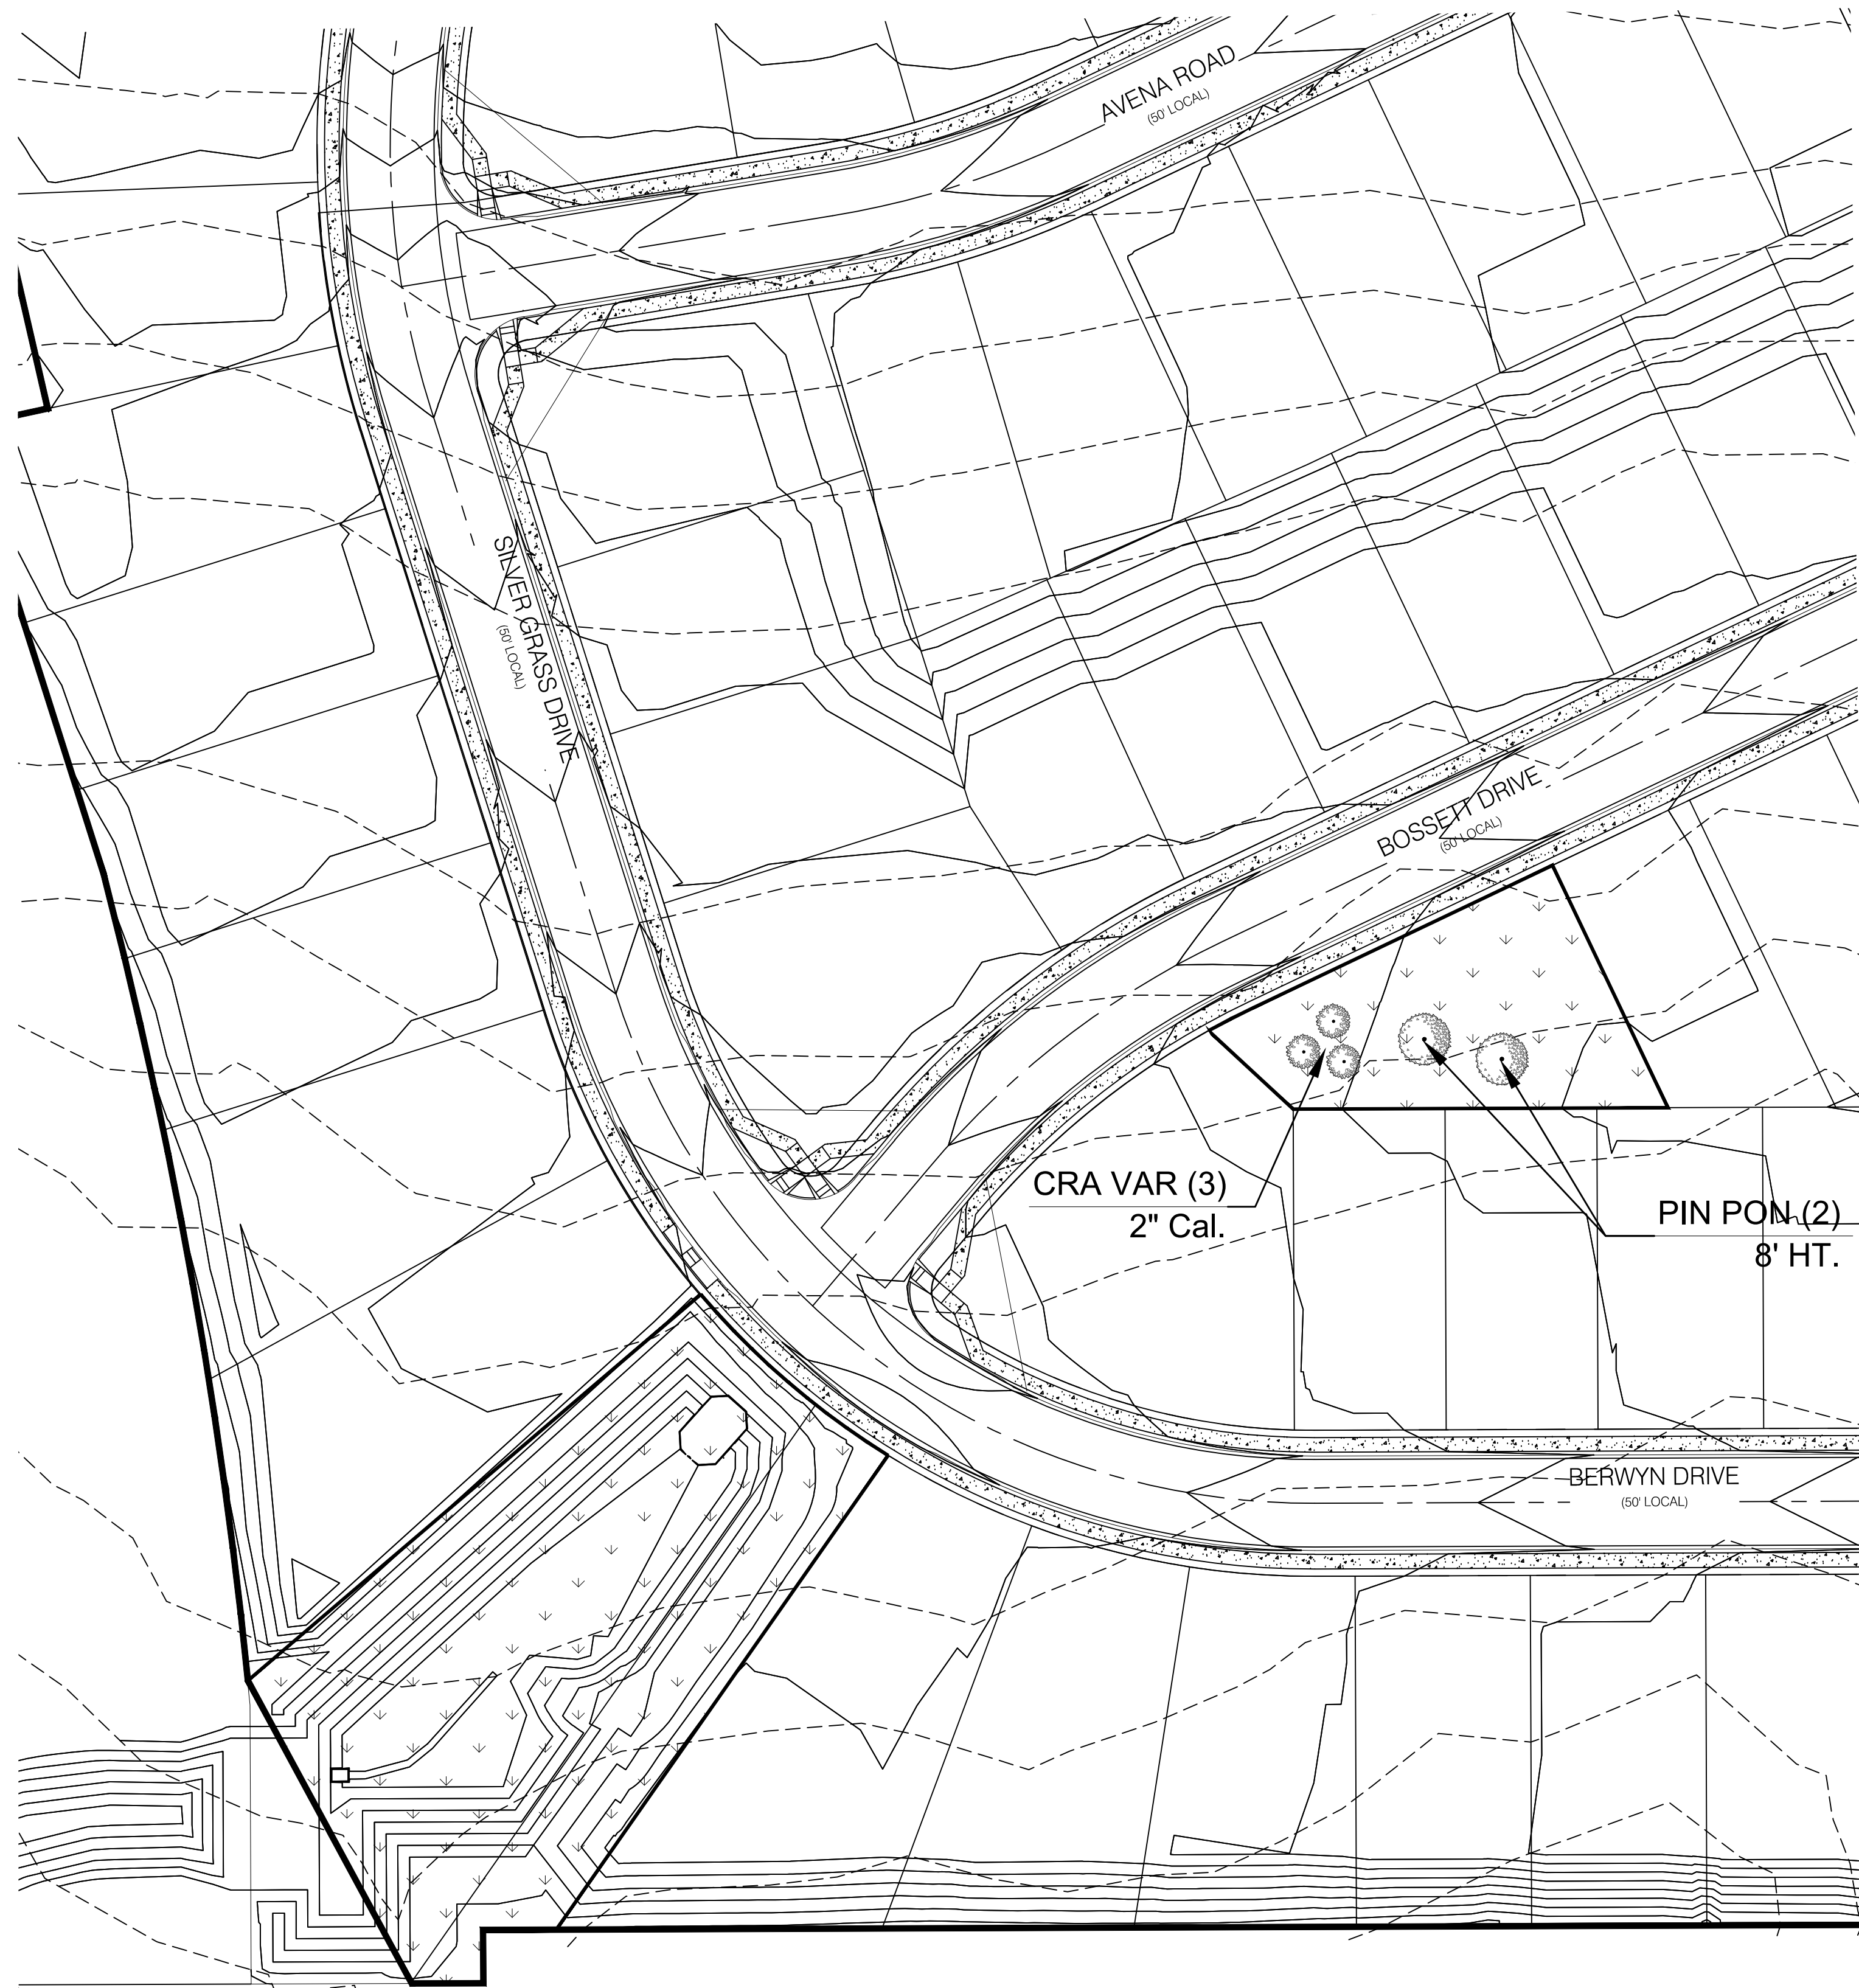 AVENA ROAD
(50' LOCAL)
SILVER GRASS DRIVE
(50' LOCAL)
BOSSETT DRIVE
(50' LOCAL)
CRA VAR (3)
2" Cal.
PIN PON (2)
8' HT.
BERWYN DRIVE
(50' LOCAL)